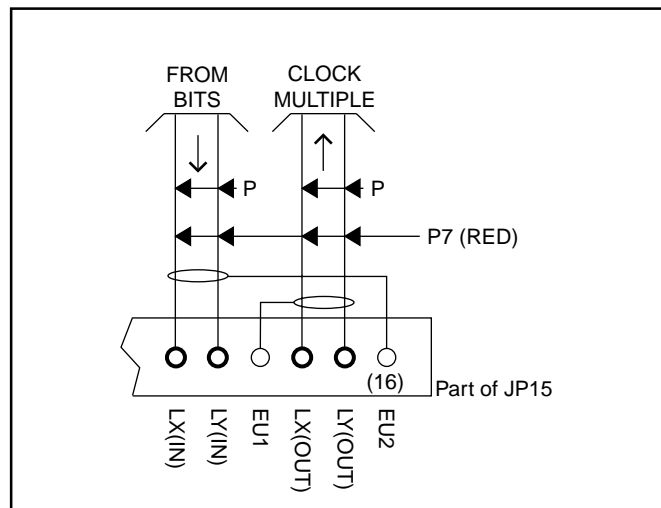 FROM
BITS
CLOCK
MULTIPLE
P
P
P7 (RED)
(16)
Part of JP15
LX(IN)
LY(IN)
EU1
LX(OUT)
LY(OUT)
EU2